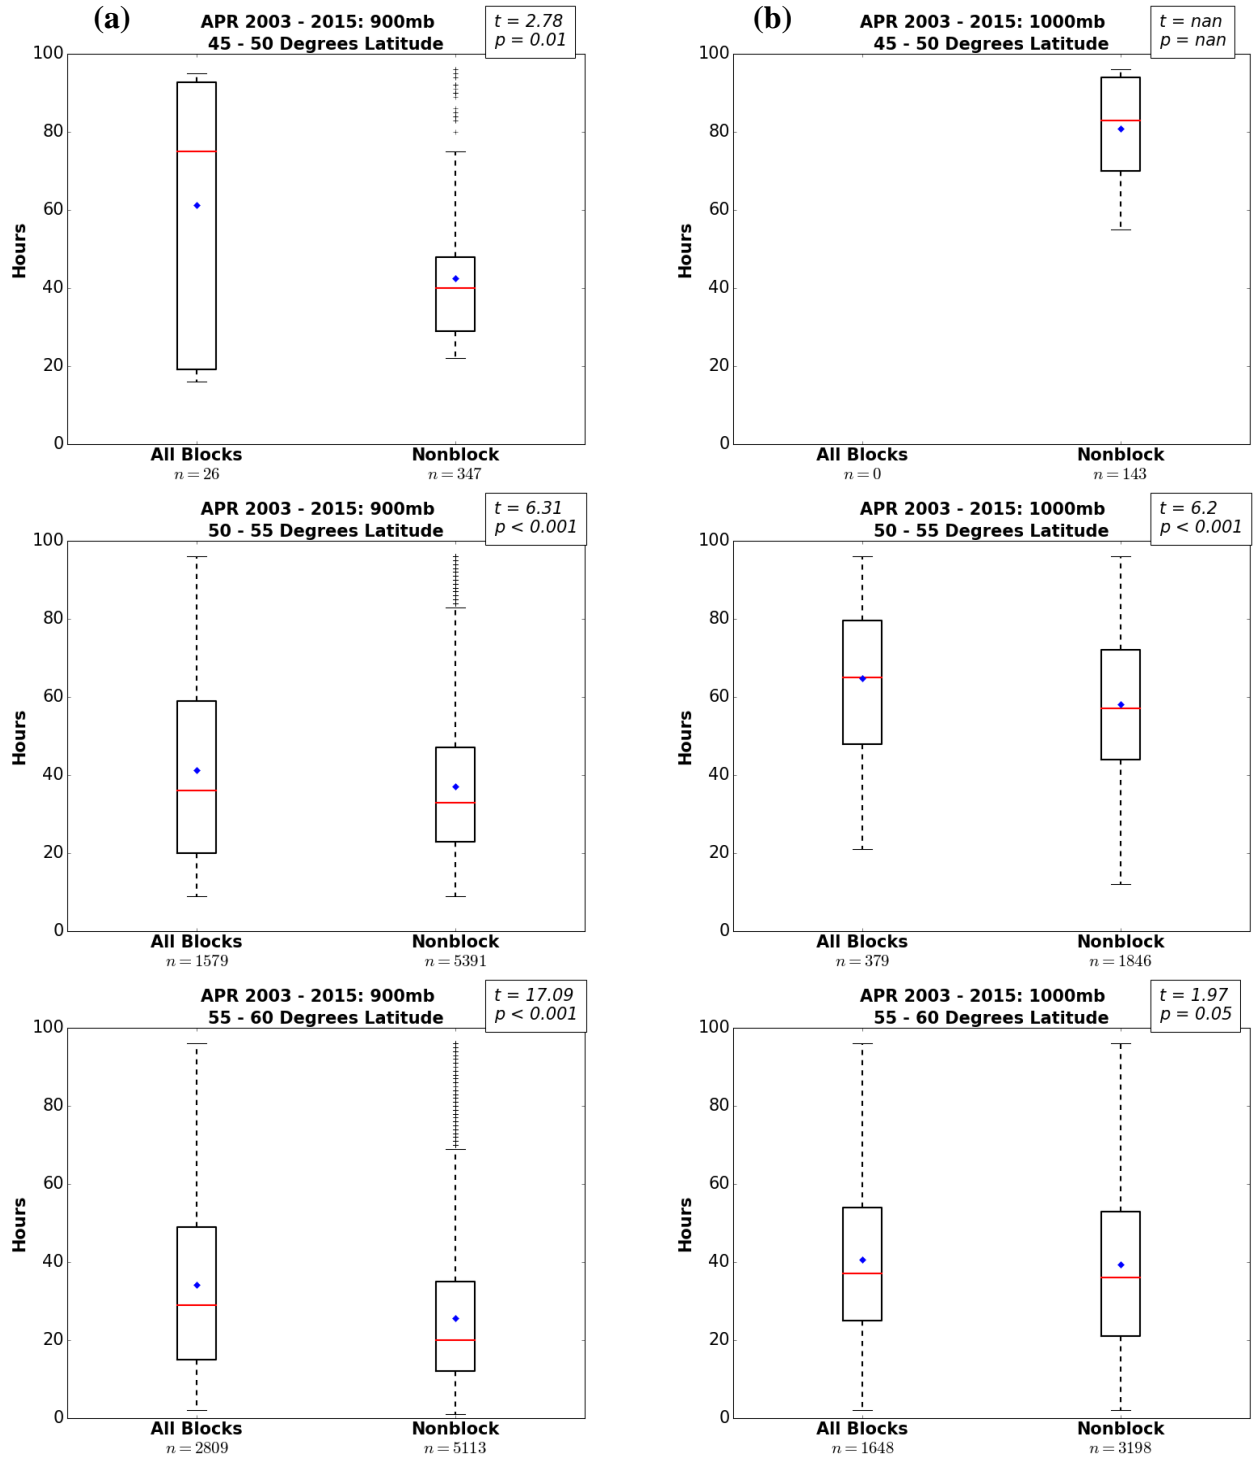 (a)
APR 2003 - 2015: 900mb
45 - 50 Degrees Latitude
t = 2.78
p = 0.01
100
80
60
40
20
0
Hours
All Blocks
n = 26
Nonblock
n = 347
(b)
APR 2003 - 2015: 1000mb
45 - 50 Degrees Latitude
t = nan
p = nan
100
80
60
40
20
0
Hours
All Blocks
n = 0
Nonblock
n = 143
APR 2003 - 2015: 900mb
50 - 55 Degrees Latitude
t = 6.31
p < 0.001
100
80
60
40
20
0
Hours
All Blocks
n = 1579
Nonblock
n = 5391
APR 2003 - 2015: 1000mb
50 - 55 Degrees Latitude
t = 6.2
p < 0.001
100
80
60
40
20
0
Hours
All Blocks
n = 379
Nonblock
n = 1846
APR 2003 - 2015: 900mb
55 - 60 Degrees Latitude
t = 17.09
p < 0.001
100
80
60
40
20
0
Hours
All Blocks
n = 2809
Nonblock
n = 5113
APR 2003 - 2015: 1000mb
55 - 60 Degrees Latitude
t = 1.97
p = 0.05
100
80
60
40
20
0
Hours
All Blocks
n = 1648
Nonblock
n = 3198